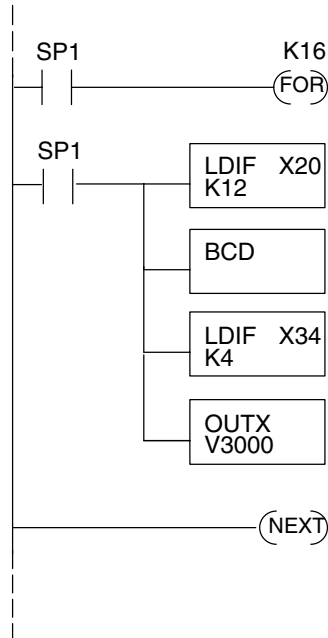 SP1 K16
FOR
SP1
LDIF X20
K12
BCD
LDIF X34
K4
OUTX
V3000
NEXT